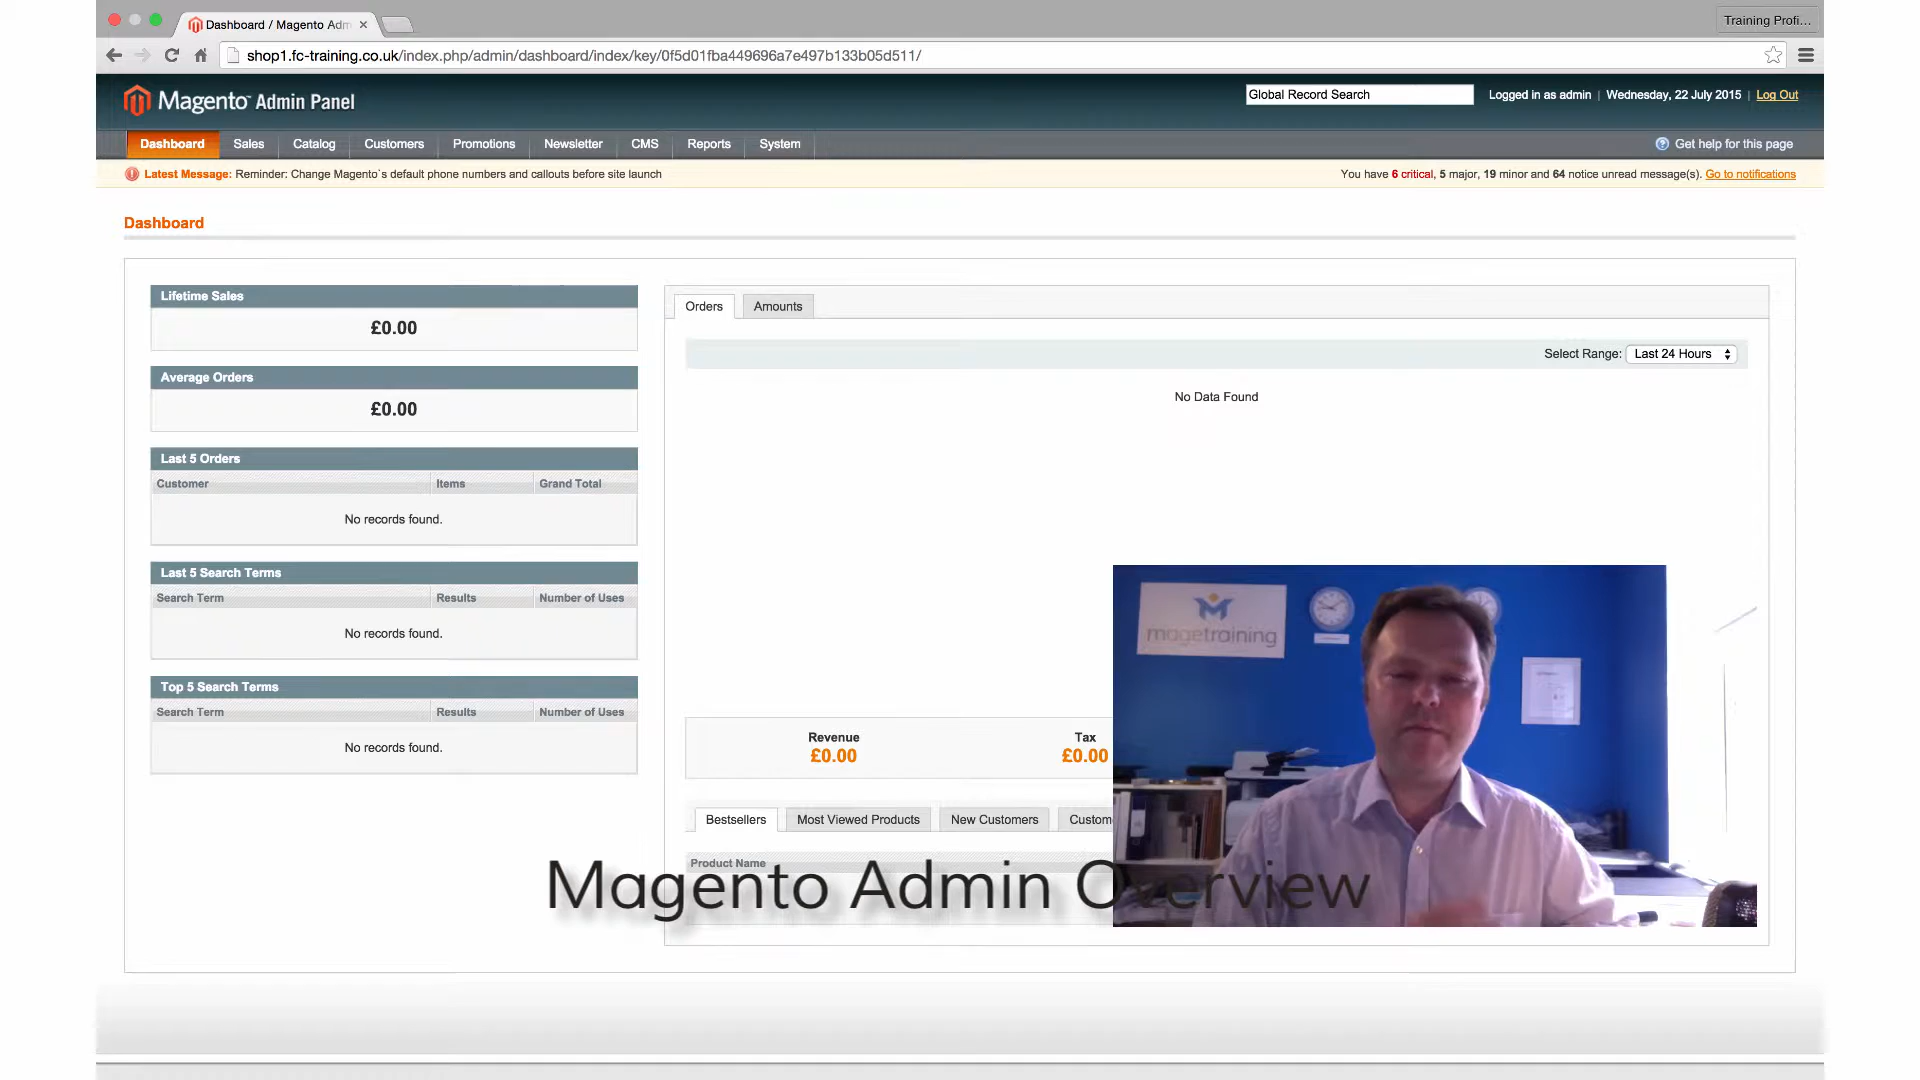 Dashboard / Magento Adm
Training Profi...
shop1.fc-training.co.uk/index.php/admin/dashboard/index/key/0f5d01fba449696a7e497b133b05d511/
Magento Admin Panel
Global Record Search
Logged in as admin | Wednesday, 22 July 2015 | Log Out
Dashboard Sales Catalog Customers Promotions Newsletter CMS Reports System
Get help for this page
Latest Message: Reminder: Change Magento`s default phone numbers and callouts before site launch
You have 6 critical, 5 major, 19 minor and 64 notice unread message(s). Go to notifications
Dashboard
Lifetime Sales
£0.00
Average Orders
£0.00
Last 5 Orders
Customer Items Grand Total
No records found.
Last 5 Search Terms
Search Term Results Number of Uses
No records found.
Top 5 Search Terms
Search Term Results Number of Uses
No records found.
Orders Amounts
Select Range: Last 24 Hours
No Data Found
Revenue
£0.00
Tax
£0.00
Bestsellers Most Viewed Products New Customers Custom
Product Name
magetraining
Magento Admin Overview